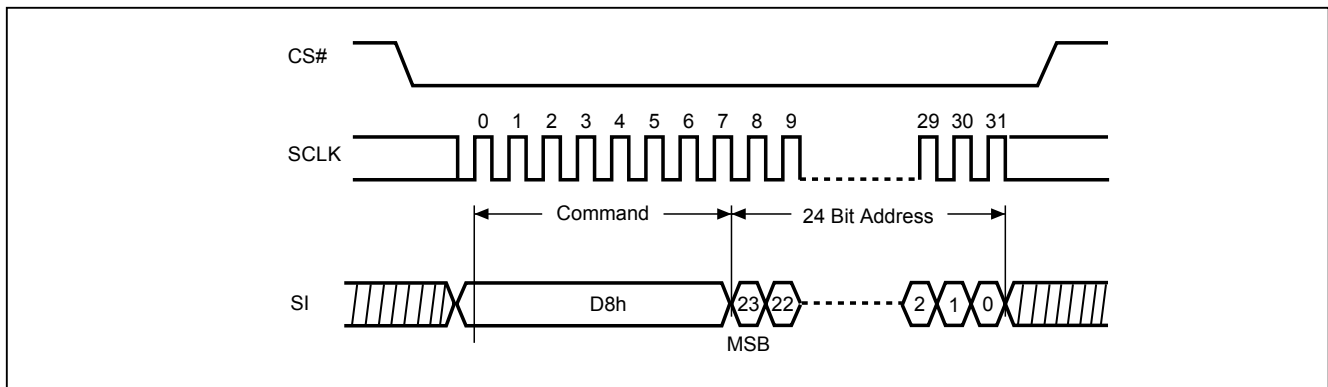 CS#
0 1 2 3 4 5 6 7 8 9 29 30 31
SCLK
Command 24 Bit Address
SI D8h 23 22 2 1 0
MSB